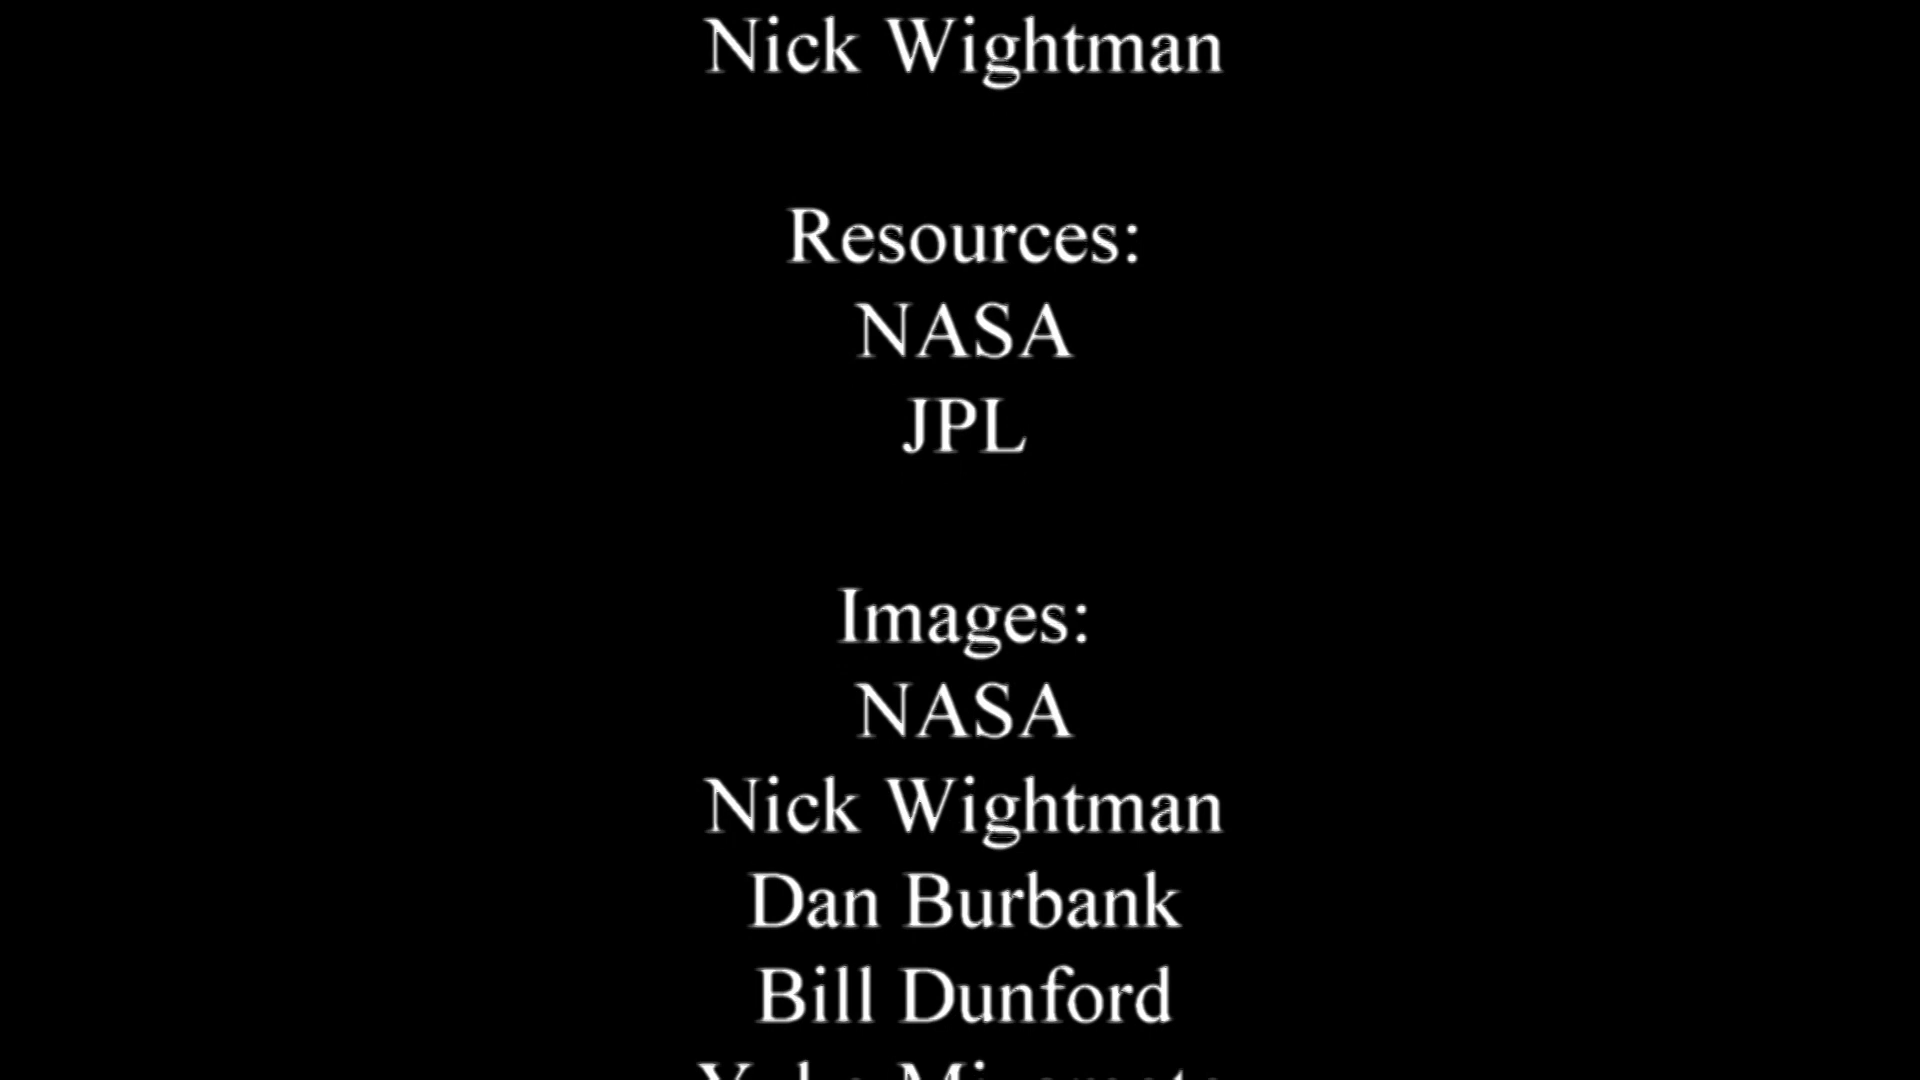 Nick Wightman
Resources:
NASA
JPL
Images:
NASA
Nick Wightman
Dan Burbank
Bill Dunford